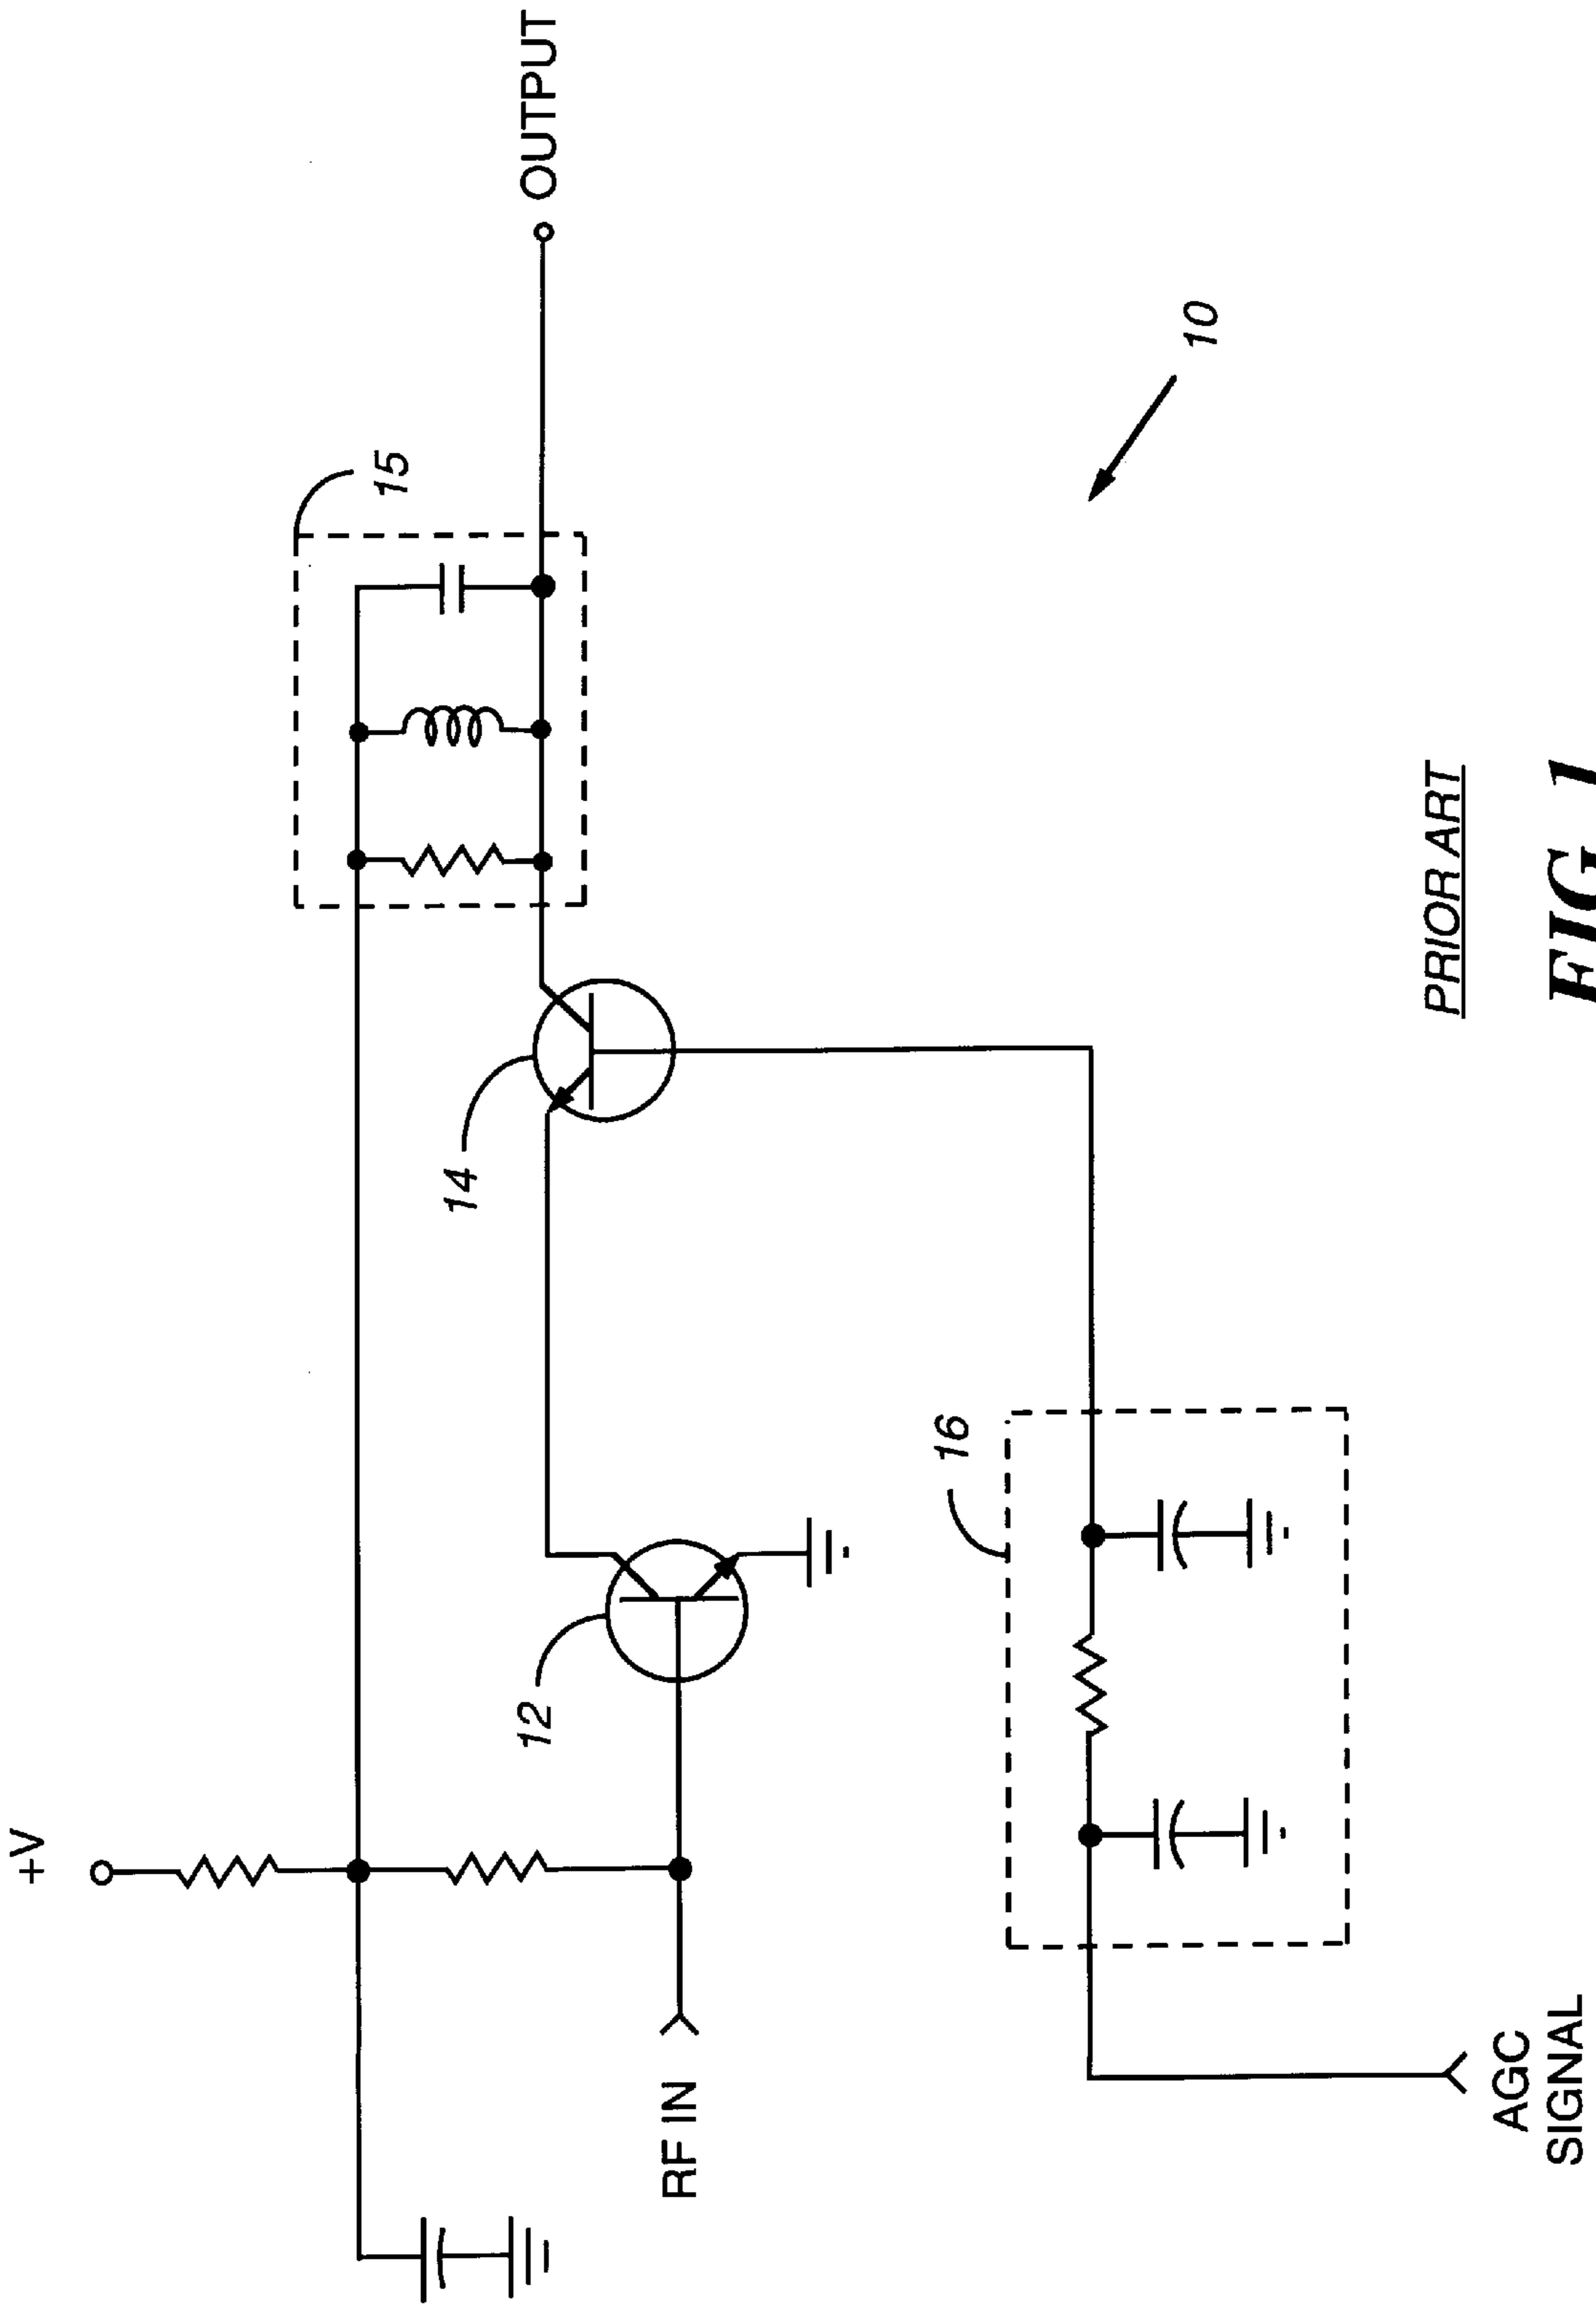 +V
15
OUTPUT
14
12
RF IN
16
10
AGC
SIGNAL
PRIOR ART
FIG 1